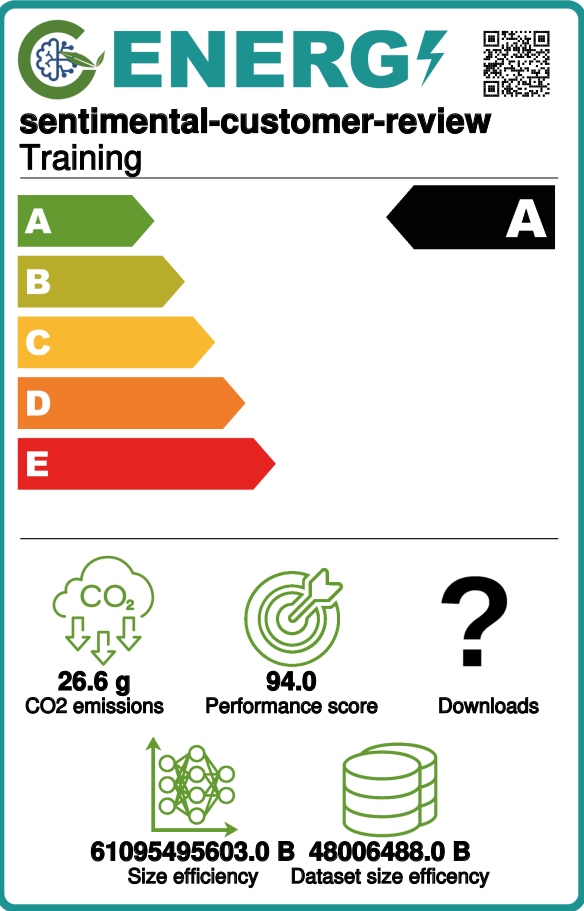 ENERG
sentimental-customer-review
Training
A
A
B
C
D
E
CO2
26.6 g
CO2 emissions
94.0
Performance score
?
Downloads
61095495603.0 B
Size efficiency
48006488.0 B
Dataset size efficency